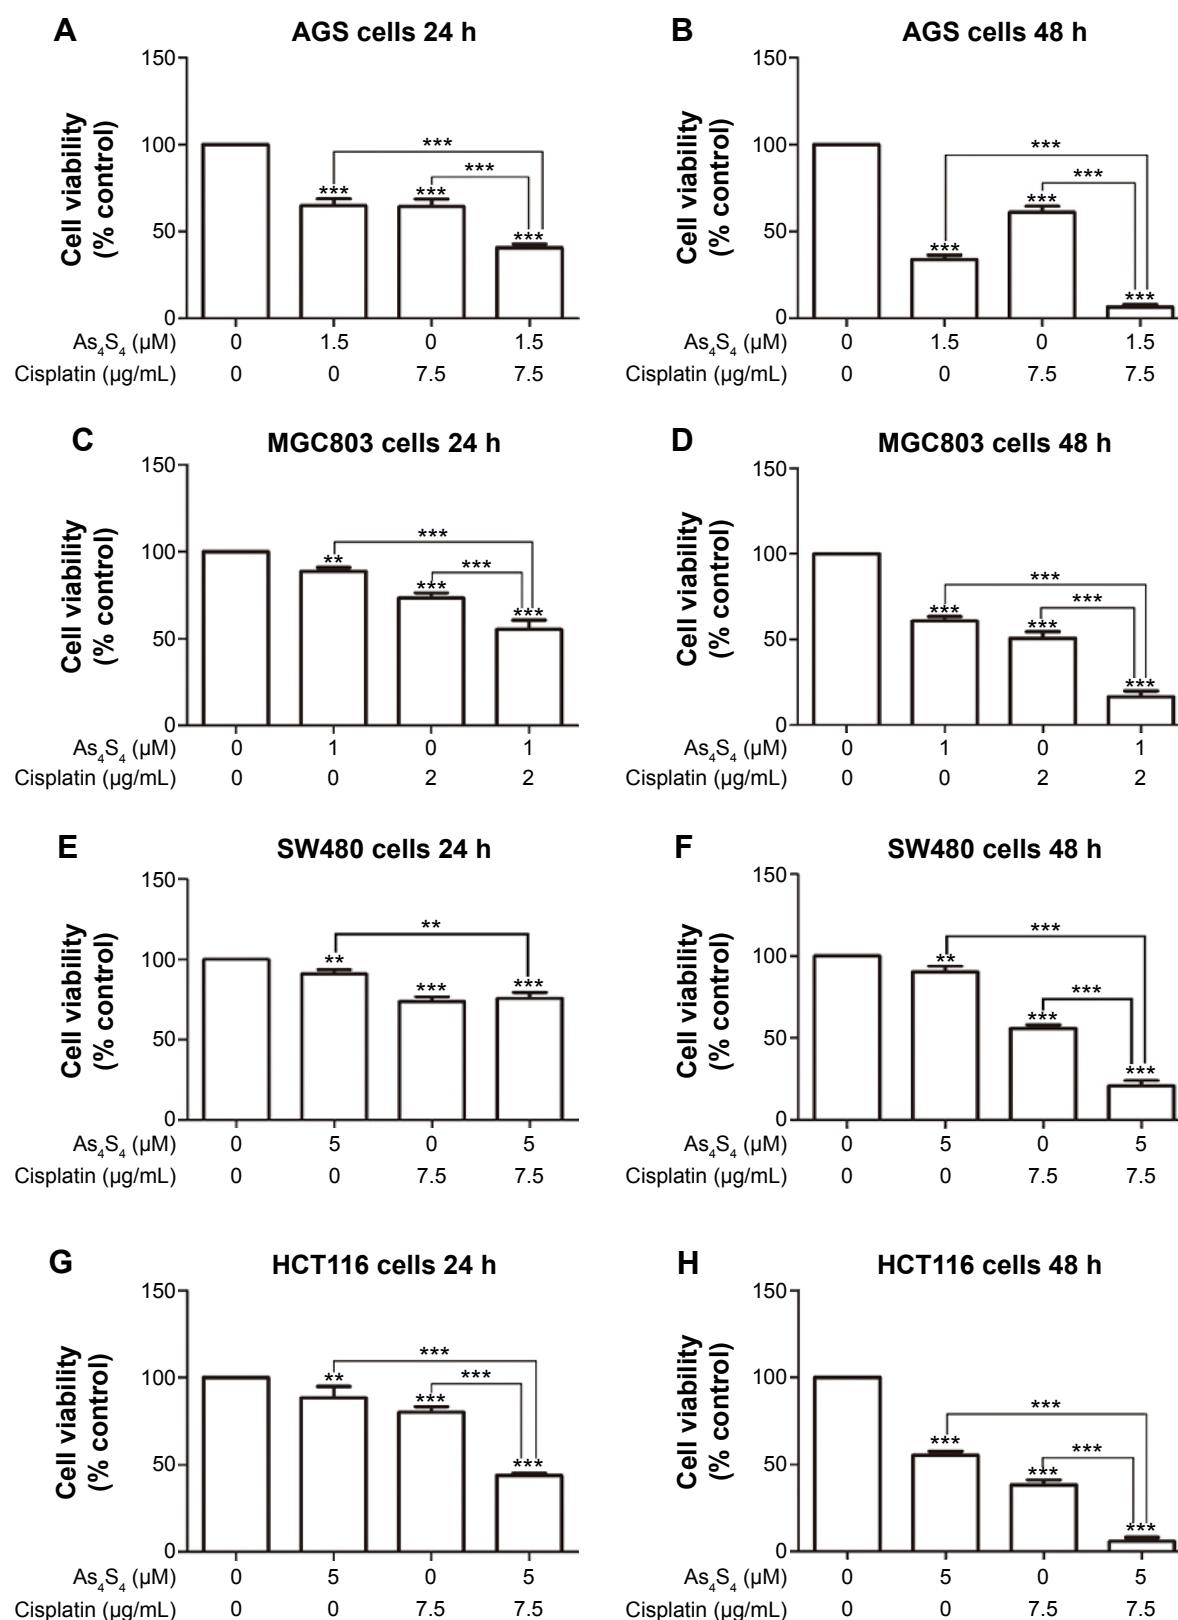 A AGS cells 24 h
150
100
50
0
Cell viability
(% control)
***
***
***
***
***
As₄S₄ (µM) 0 1.5 0 1.5
Cisplatin (µg/mL) 0 0 7.5 7.5
B AGS cells 48 h
150
100
50
0
Cell viability
(% control)
***
***
***
***
***
As₄S₄ (µM) 0 1.5 0 1.5
Cisplatin (µg/mL) 0 0 7.5 7.5
C MGC803 cells 24 h
150
100
50
0
Cell viability
(% control)
***
**
***
***
***
As₄S₄ (µM) 0 1 0 1
Cisplatin (µg/mL) 0 0 2 2
D MGC803 cells 48 h
150
100
50
0
Cell viability
(% control)
***
***
***
***
***
As₄S₄ (µM) 0 1 0 1
Cisplatin (µg/mL) 0 0 2 2
E SW480 cells 24 h
150
100
50
0
Cell viability
(% control)
**
**
***
***
As₄S₄ (µM) 0 5 0 5
Cisplatin (µg/mL) 0 0 7.5 7.5
F SW480 cells 48 h
150
100
50
0
Cell viability
(% control)
***
**
***
***
***
As₄S₄ (µM) 0 5 0 5
Cisplatin (µg/mL) 0 0 7.5 7.5
G HCT116 cells 24 h
150
100
50
0
Cell viability
(% control)
***
***
**
***
***
As₄S₄ (µM) 0 5 0 5
Cisplatin (µg/mL) 0 0 7.5 7.5
H HCT116 cells 48 h
150
100
50
0
Cell viability
(% control)
***
***
***
***
***
As₄S₄ (µM) 0 5 0 5
Cisplatin (µg/mL) 0 0 7.5 7.5